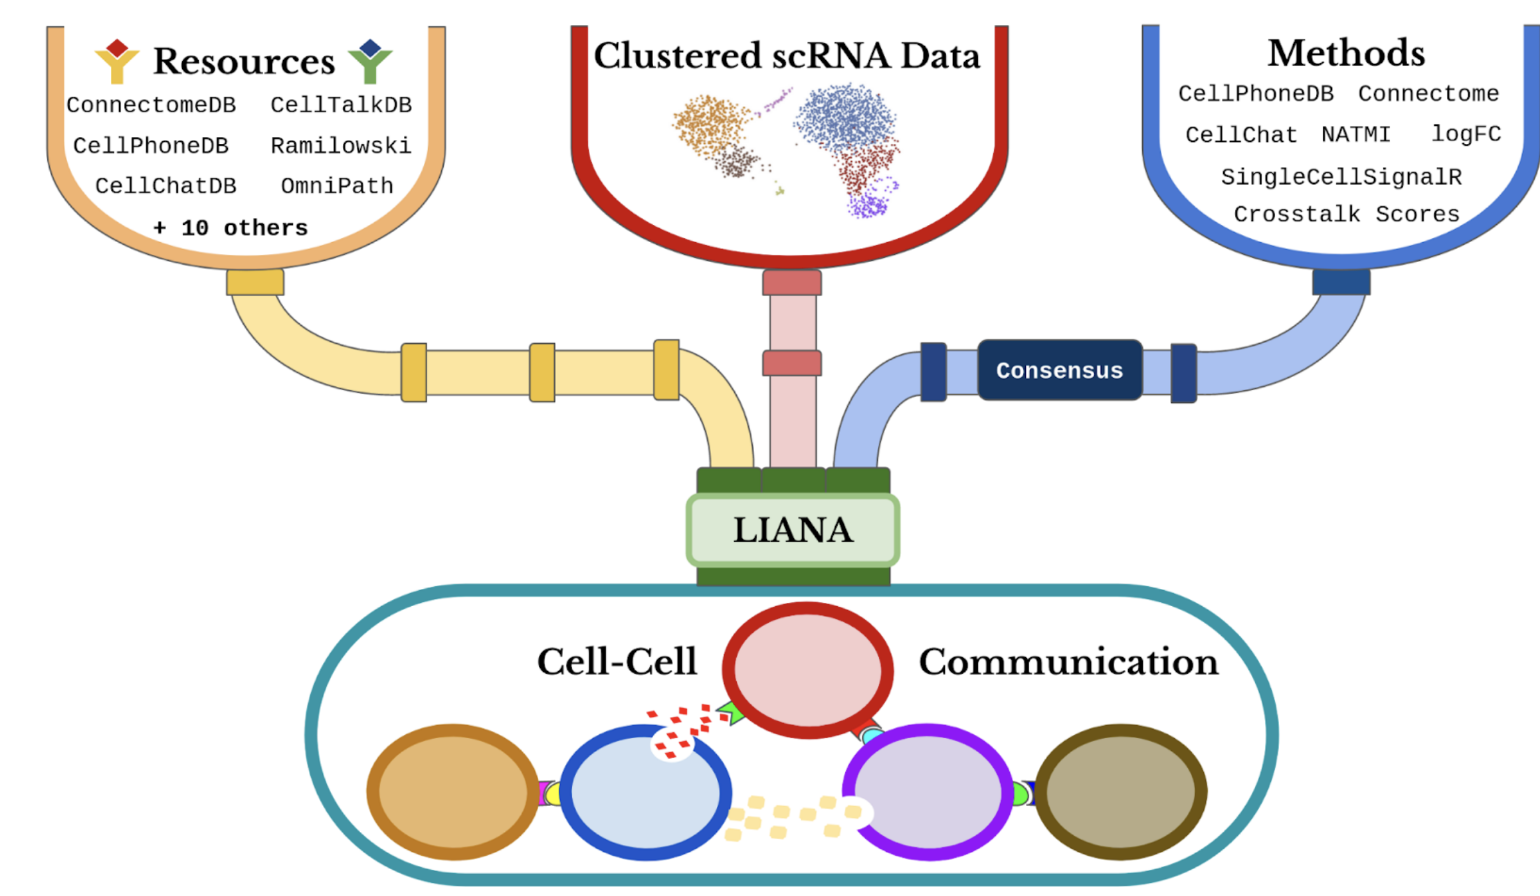 Resources
ConnectomeDB CellTalkDB
CellPhoneDB Ramilowski
CellChatDB OmniPath
+ 10 others
Clustered scRNA Data
Methods
CellPhoneDB Connectome
CellChat NATMI logFC
SingleCellSignalR
Crosstalk Scores
Consensus
LIANA
Cell-Cell Communication